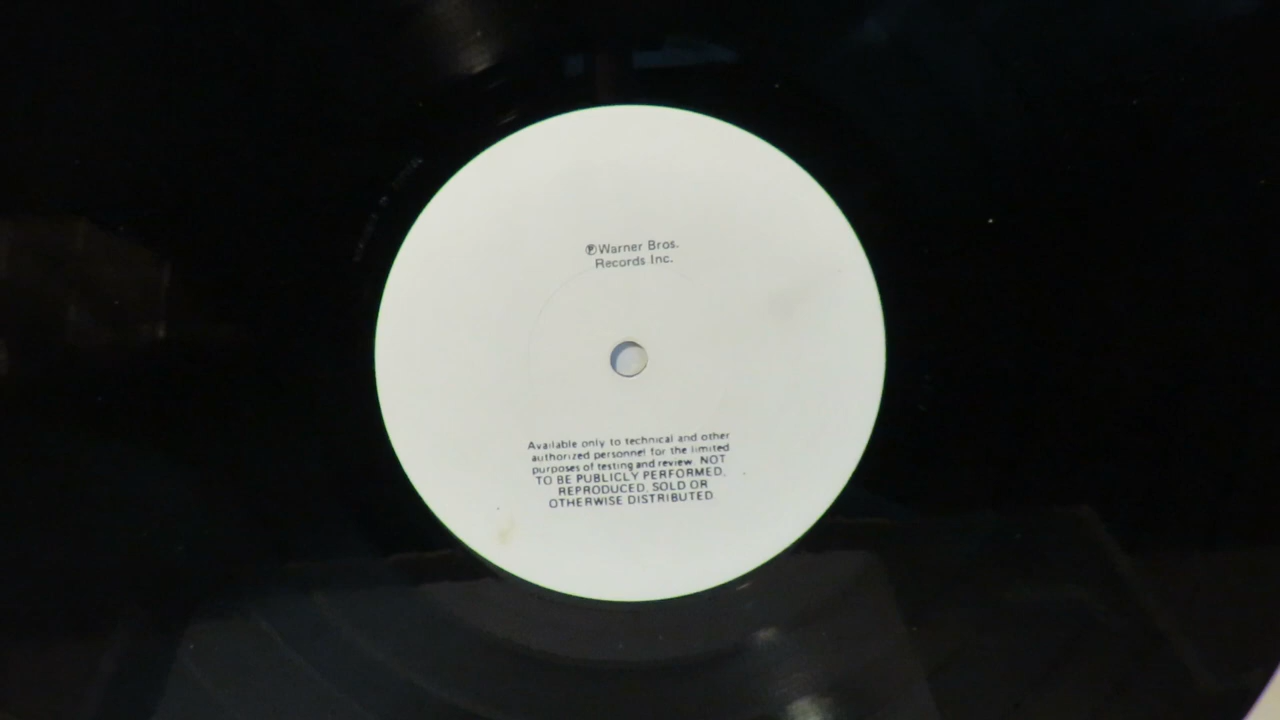 ℗Warner Bros.
Records Inc.
Available only to technical and other
authorized personnel for the limited
purposes of testing and review. NOT
TO BE PUBLICLY PERFORMED,
REPRODUCED, SOLD OR
OTHERWISE DISTRIBUTED